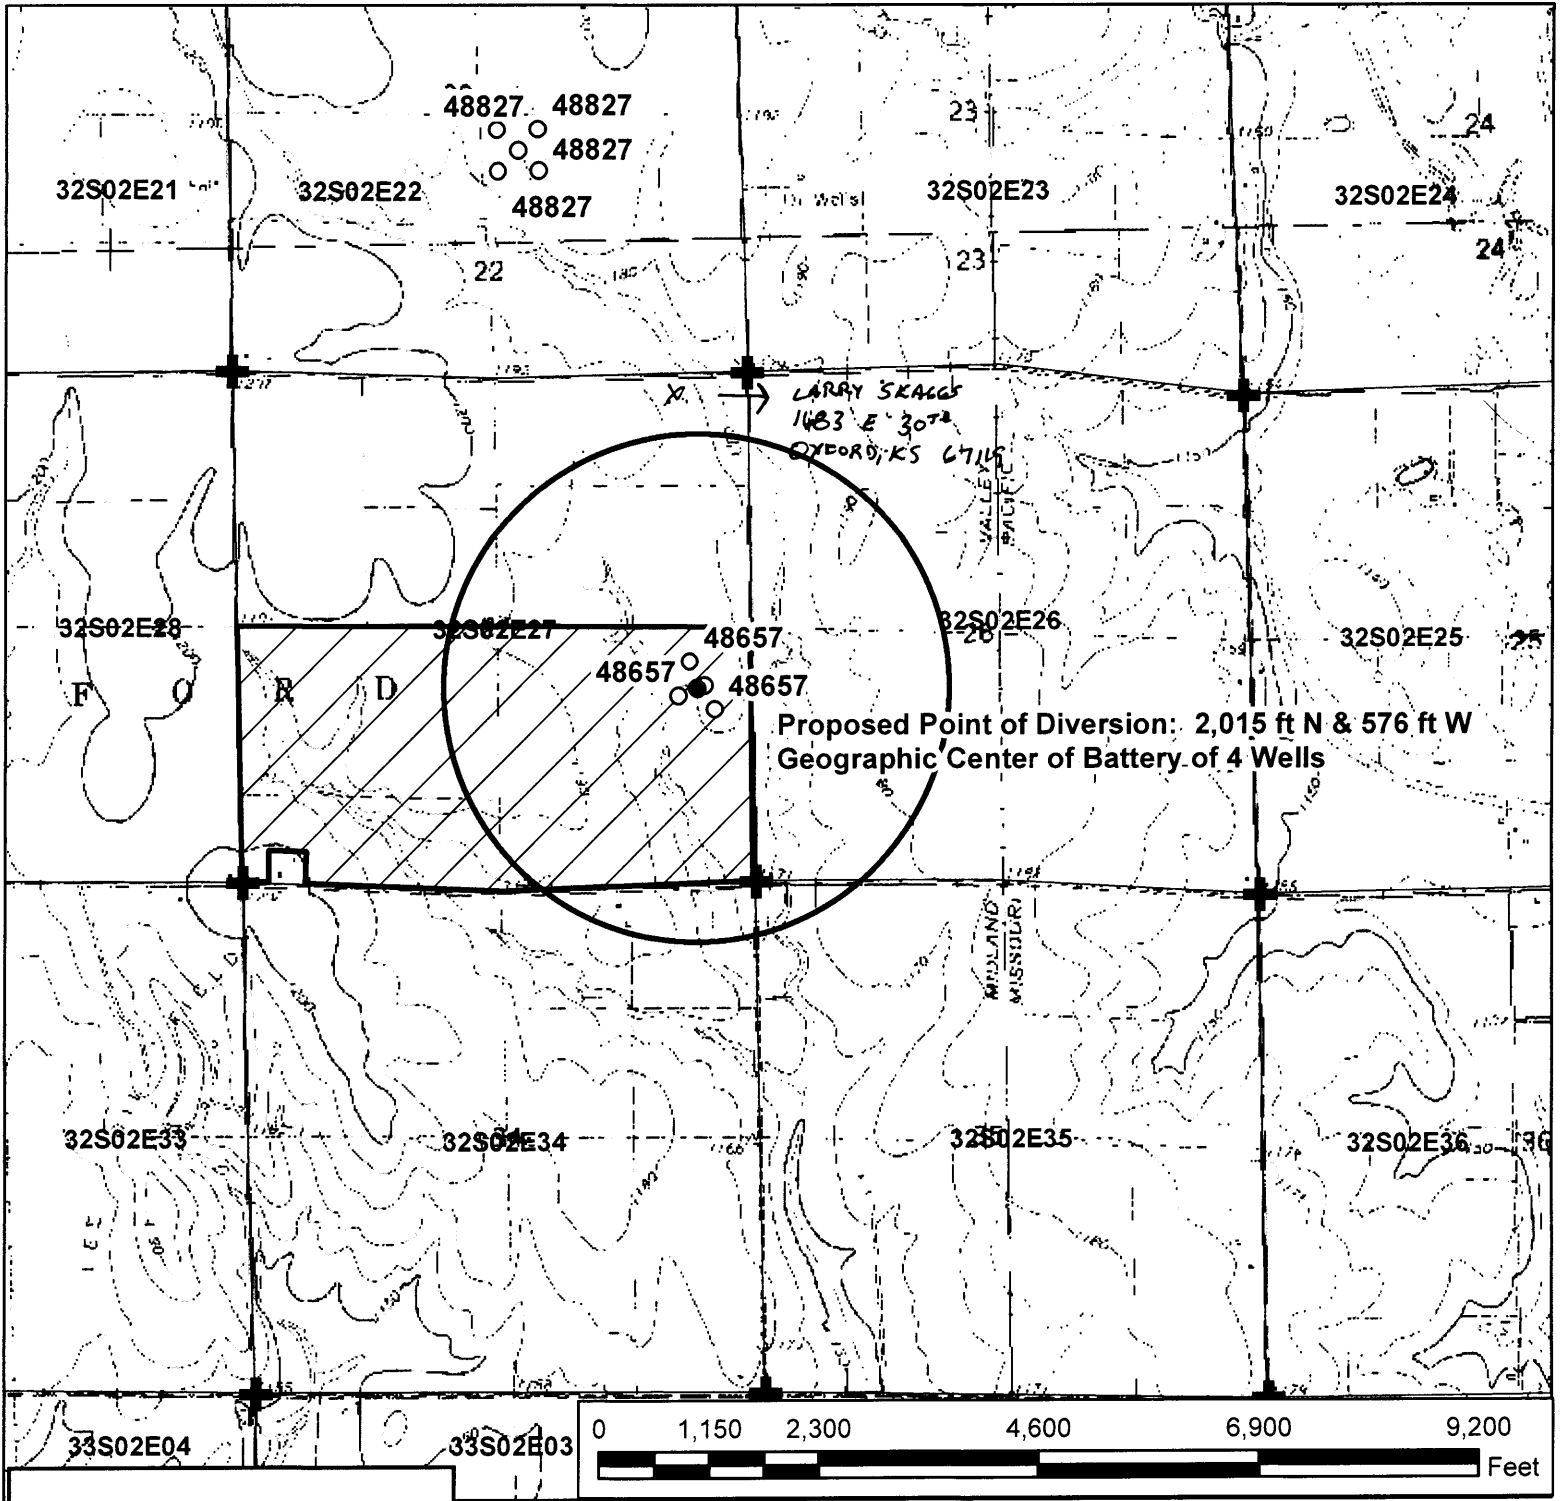 48827 48827
48827
48827
23
24
32S02E21
32S02E22
32S02E23
32S02E24
22
23
24
LARRY SKAGGS
1483 E 30TH
OXFORD, KS 67119
VALLEY
PACIFIC
32S02E28
32S02E27
32S02E26
32S02E25
48657
48657
48657
F O R D
Proposed Point of Diversion: 2,015 ft N & 576 ft W
Geographic Center of Battery of 4 Wells
MIDLAND
MISSOURI
32S02E33
32S02E34
32S02E35
32S02E36
33S02E04
33S02E03
0 1,150 2,300 4,600 6,900 9,200
Feet